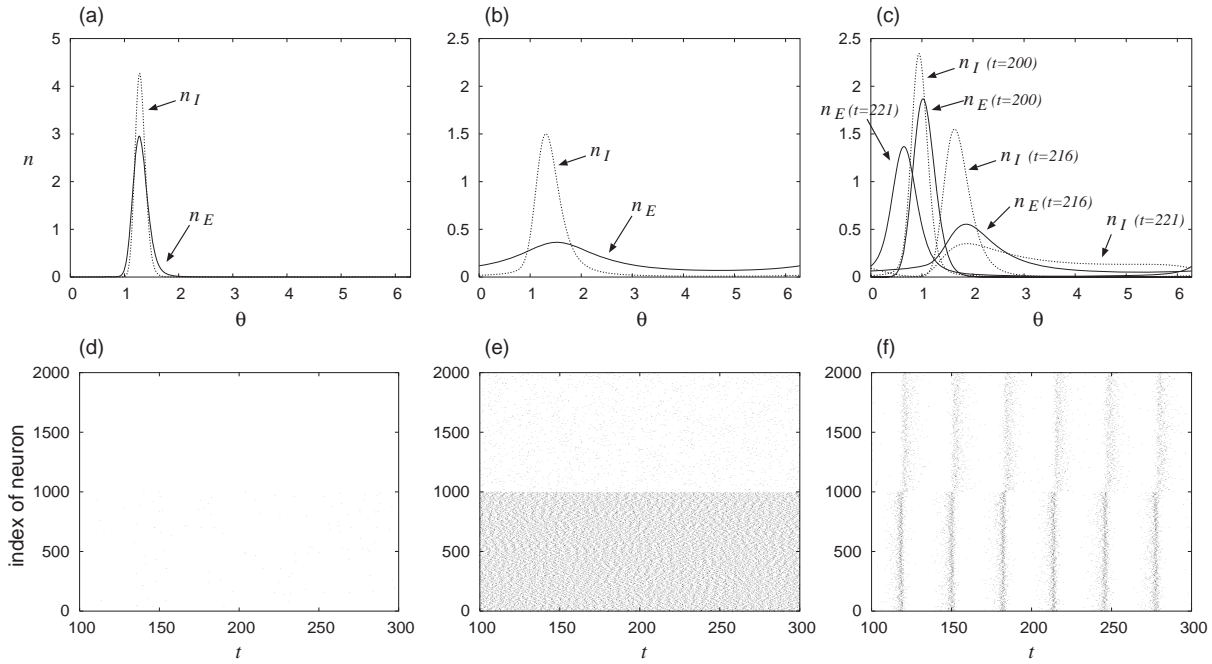 (a)
(b)
(c)
5
4
3
2
1
0
n
n I
n E
0 1 2 3 4 5 6
θ
2.5
2
1.5
1
0.5
0
n I
n E
0 1 2 3 4 5 6
θ
2.5
2
1.5
1
0.5
0
n I (t=200)
n E (t=200)
n E (t=221)
n I (t=216)
n E (t=216)
n I (t=221)
0 1 2 3 4 5 6
θ
(d)
(e)
(f)
index of neuron
2000
1500
1000
500
0
100 150 200 250 300
t
2000
1500
1000
500
0
100 150 200 250 300
t
2000
1500
1000
500
0
100 150 200 250 300
t